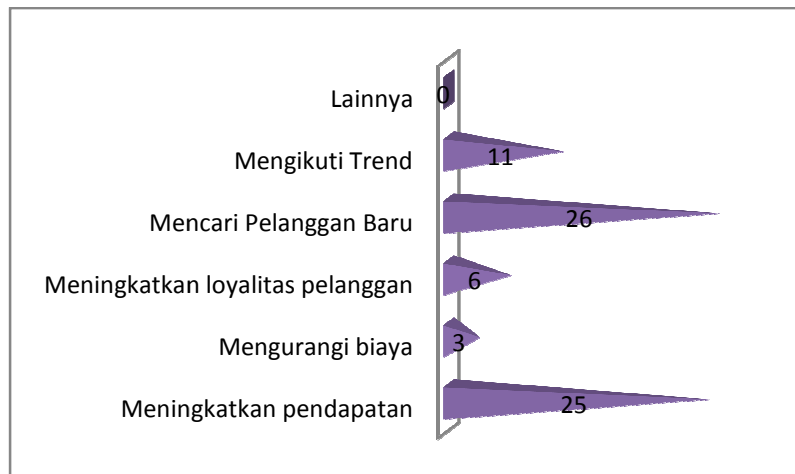 Lainnya 0
Mengikuti Trend 11
Mencari Pelanggan Baru 26
Meningkatkan loyalitas pelanggan 6
Mengurangi biaya 3
Meningkatkan pendapatan 25